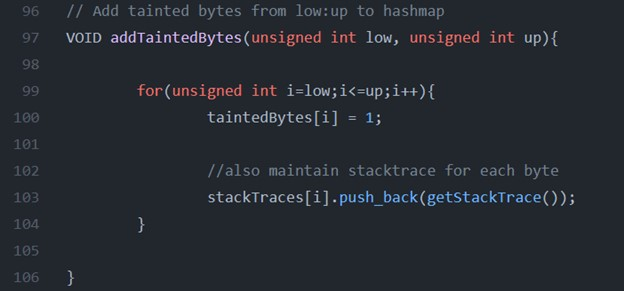 96 // Add tainted bytes from low:up to hashmap
97 VOID addTaintedBytes(unsigned int low, unsigned int up){
98
99         for(unsigned int i=low;i<=up;i++){
100                 taintedBytes[i] = 1;
101
102                 //also maintain stacktrace for each byte
103                 stackTraces[i].push_back(getStackTrace());
104         }
105
106 }